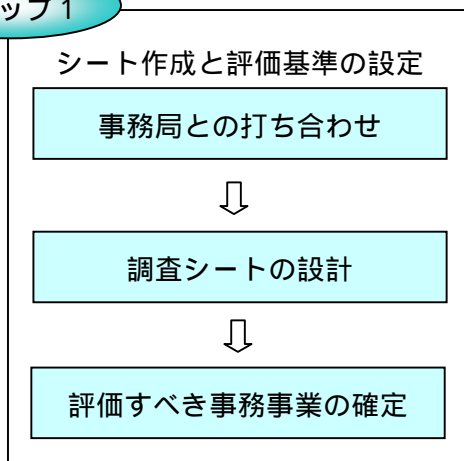 ップ１
シート作成と評価基準の設定
事務局との打ち合わせ
調査シートの設計
評価すべき事務事業の確定